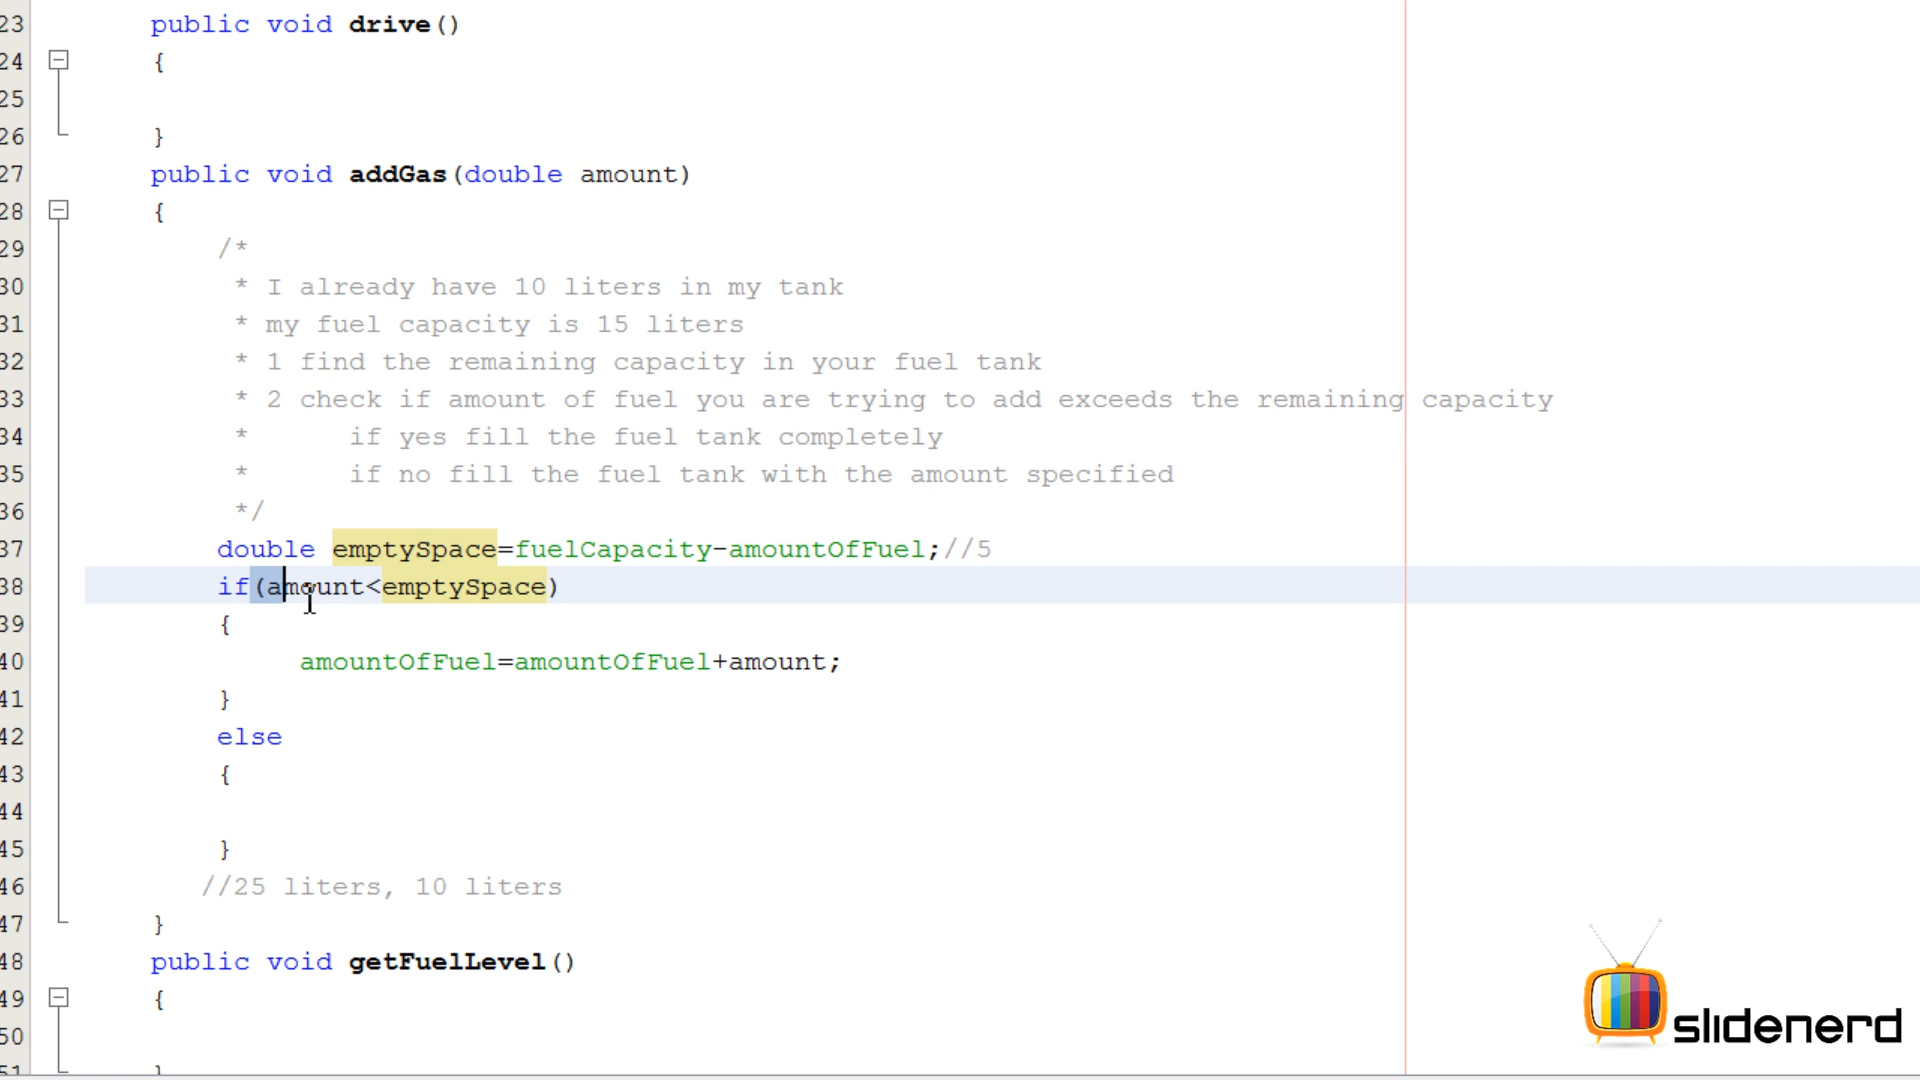 23 public void drive()
24 {
25
26 }
27 public void addGas(double amount)
28 {
29 /*
30 * I already have 10 liters in my tank
31 * my fuel capacity is 15 liters
32 * 1 find the remaining capacity in your fuel tank
33 * 2 check if amount of fuel you are trying to add exceeds the remaining capacity
34 * if yes fill the fuel tank completely
35 * if no fill the fuel tank with the amount specified
36 */
37 double emptySpace=fuelCapacity-amountOfFuel;//5
38 if(amount<emptySpace)
39 {
40 amountOfFuel=amountOfFuel+amount;
41 }
42 else
43 {
44
45 }
46 //25 liters, 10 liters
47 }
48 public void getFuelLevel()
49 {
50
51 }
slidenerd